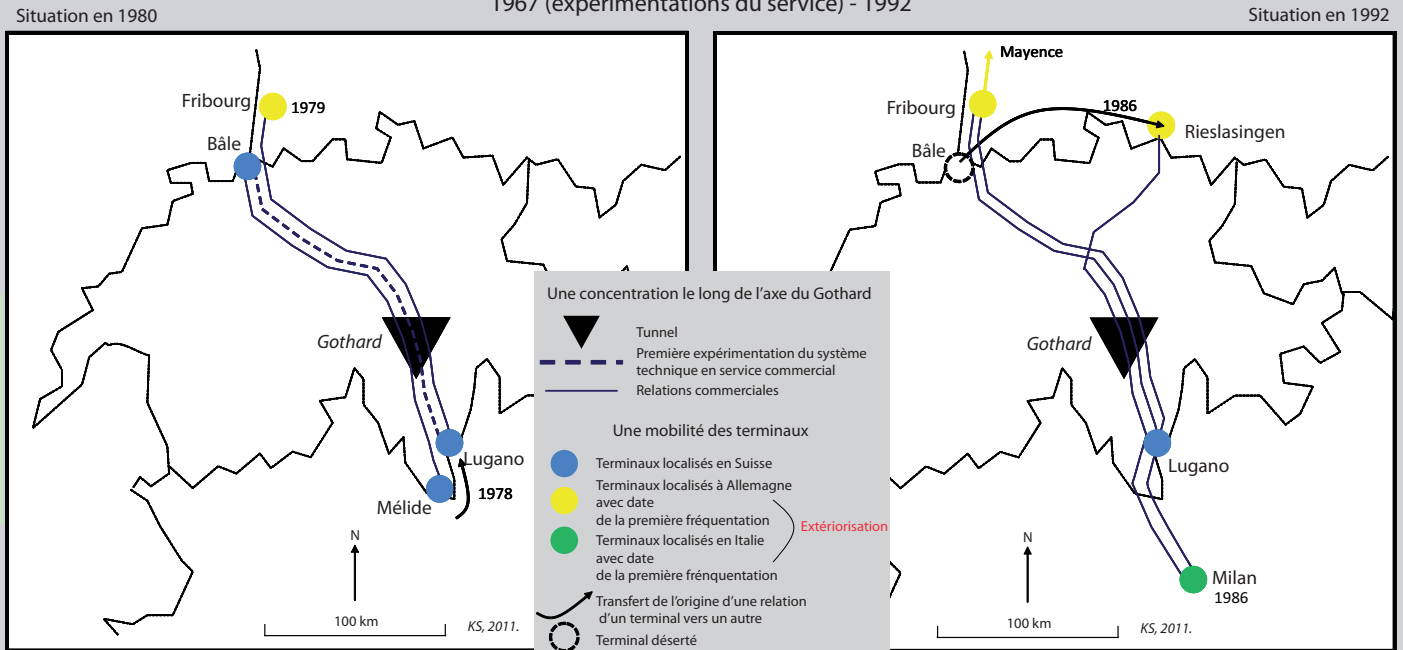 1967 (expérimentations du service) - 1992
Situation en 1980
Situation en 1992
Fribourg
1979
Bâle
Gothard
Lugano
1978
Mélide
N
100 km
KS, 2011.
Mayence
Fribourg
1986
Rieslasingen
Bâle
Gothard
Lugano
Milan
1986
N
100 km
KS, 2011.
Une concentration le long de l'axe du Gothard
Tunnel
Première expérimentation du système
technique en service commercial
Relations commerciales
Une mobilité des terminaux
Terminaux localisés en Suisse
Terminaux localisés à Allemagne
avec date
de la première fréquentation
Extériorisation
Terminaux localisés en Italie
avec date
de la première frénquentation
Transfert de l'origine d'une relation
d'un terminal vers un autre
Terminal déserté